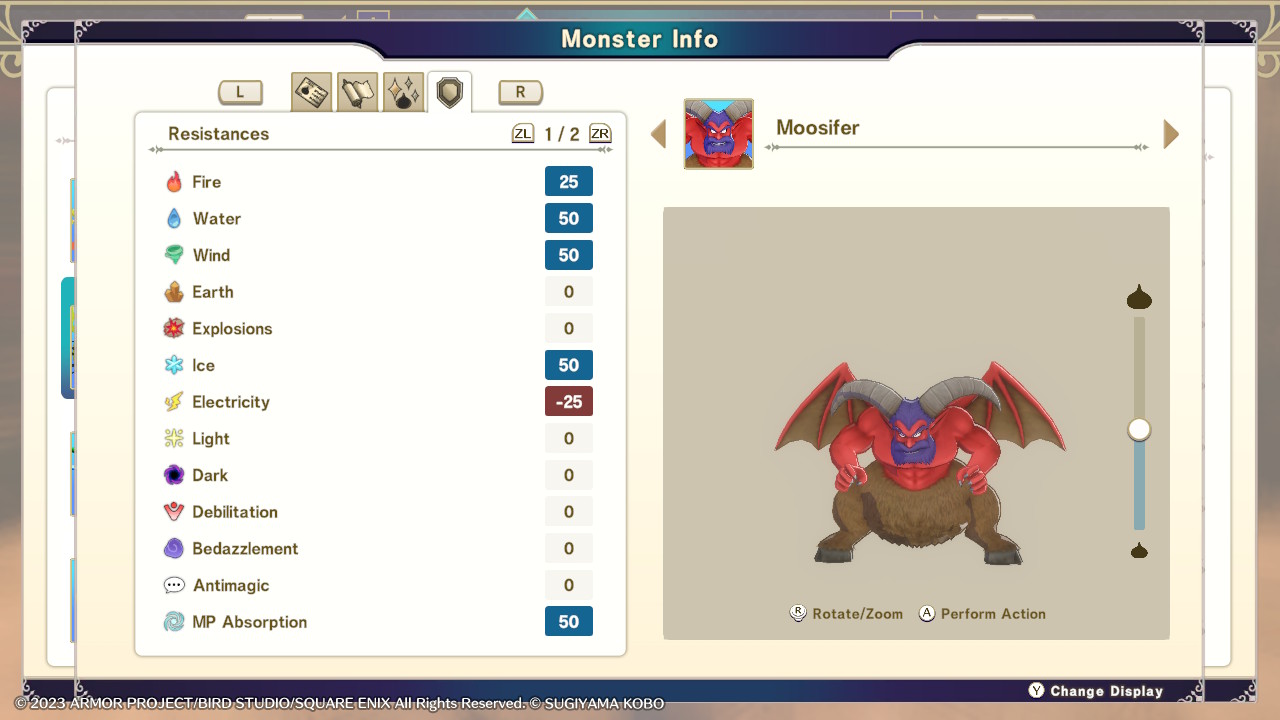 Monster Info
L
R
Resistances ZL 1 / 2 ZR
Fire 25
Water 50
Wind 50
Earth 0
Explosions 0
Ice 50
Electricity -25
Light 0
Dark 0
Debilitation 0
Bedazzlement 0
Antimagic 0
MP Absorption 50
Moosifer
R Rotate/Zoom A Perform Action
Y Change Display
© 2023 ARMOR PROJECT/BIRD STUDIO/SQUARE ENIX All Rights Reserved. © SUGIYAMA KOBO